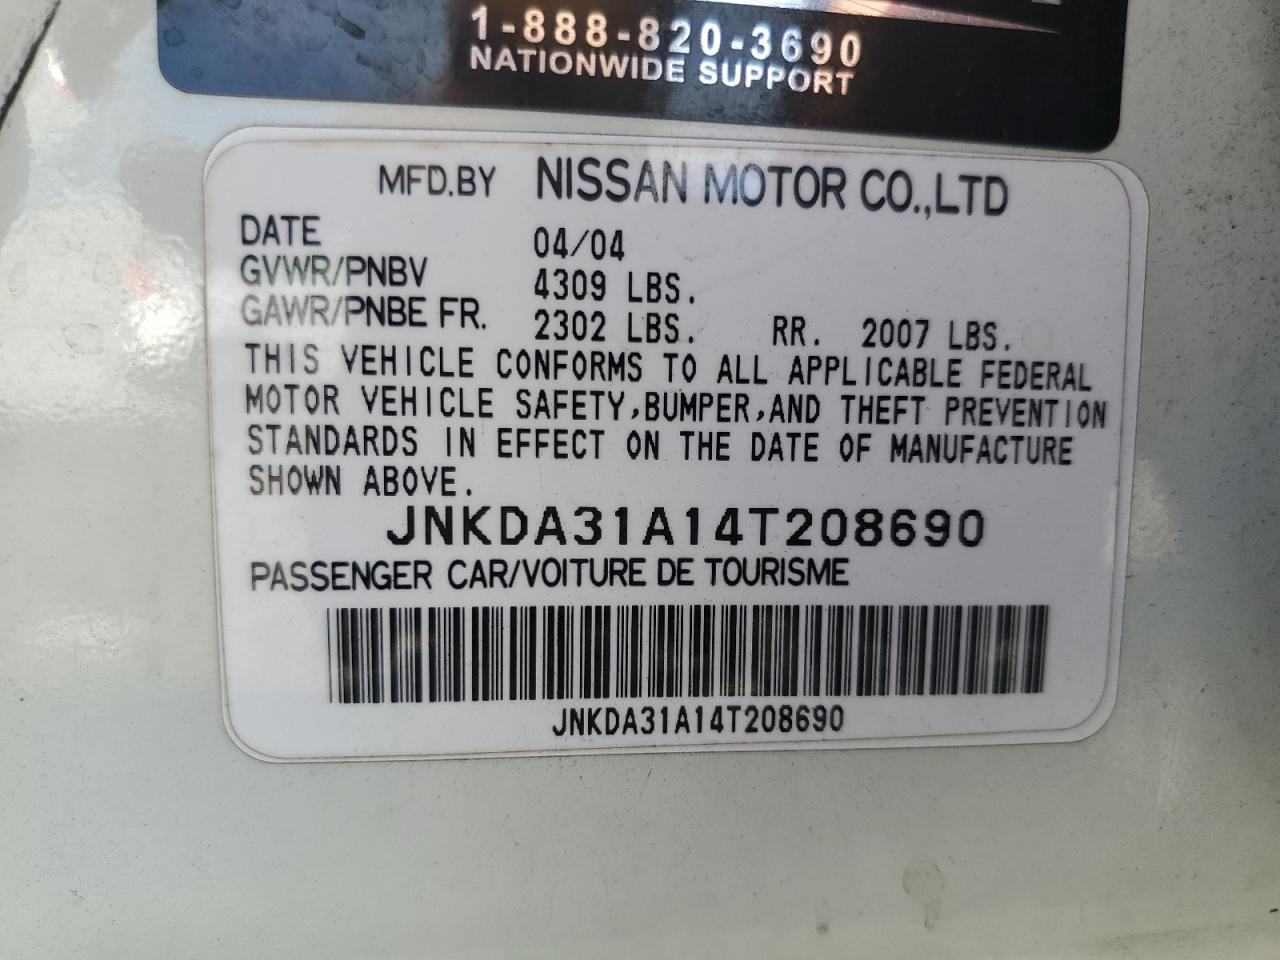 1-888-820-3690
NATIONWIDE SUPPORT
MFD.BY NISSAN MOTOR CO.,LTD
DATE 04/04
GVWR/PNBV 4309 LBS.
GAWR/PNBE FR. 2302 LBS. RR. 2007 LBS.
THIS VEHICLE CONFORMS TO ALL APPLICABLE FEDERAL
MOTOR VEHICLE SAFETY,BUMPER,AND THEFT PREVENTION
STANDARDS IN EFFECT ON THE DATE OF MANUFACTURE
SHOWN ABOVE.
JNKDA31A14T208690
PASSENGER CAR/VOITURE DE TOURISME
JNKDA31A14T208690